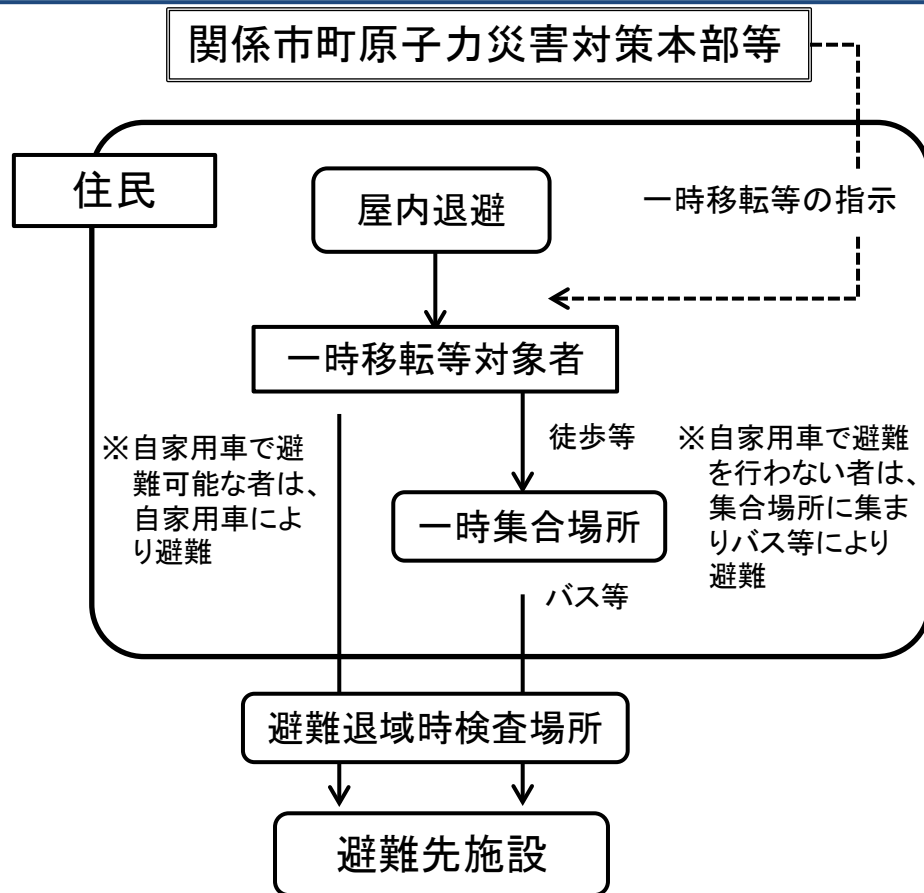 関係市町原子力災害対策本部等
住民
屋内退避
一時移転等の指示
一時移転等対象者
※自家用車で避
難可能な者は、
自家用車によ
り避難
徒歩等
※自家用車で避難
を行わない者は、
集合場所に集ま
りバス等により
避難
一時集合場所
バス等
避難退域時検査場所
避難先施設